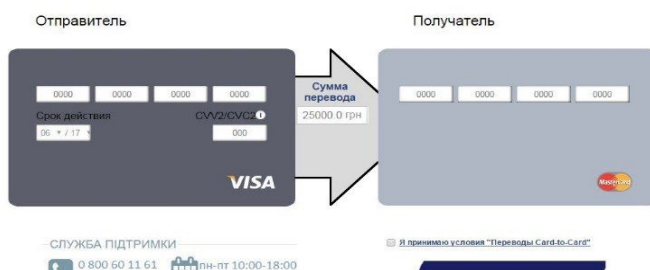 Отправитель
Получатель
0000 0000 0000 0000
Срок действия CVV2/CVC2
06 / 17 000
VISA
Сумма
перевода
25000 0 грн
0000 0000 0000 0000
MasterCard
СЛУЖБА ПІДТРИМКИ
0 800 60 11 61 пн-пт 10:00-18:00
Я принимаю условия "Переводы Card-to-Card"